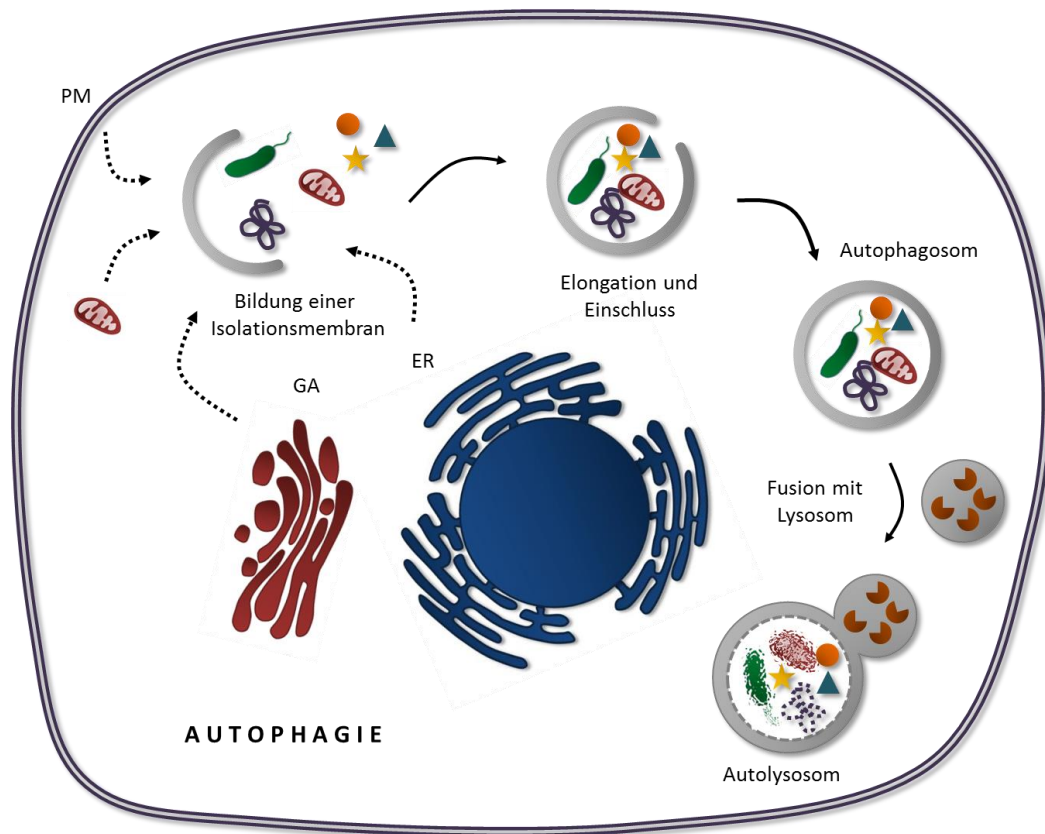 PM
Bildung einer
Isolationsmembran
Elongation und
Einschluss
Autophagosom
GA
ER
Fusion mit
Lysosom
Autolysosom
AUTOPHAGIE